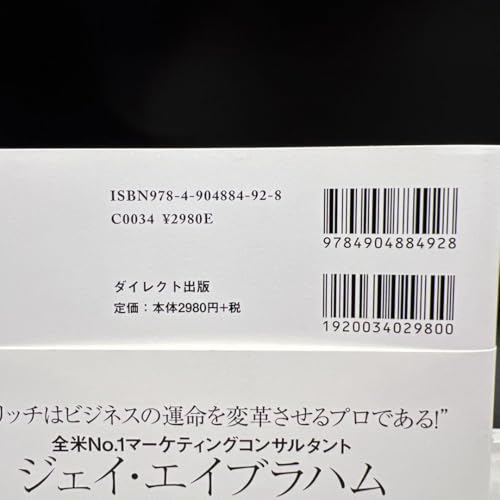 ISBN978-4-904884-92-8
C0034 ¥2980E
9784904884928
ダイレクト出版
定価：本体2980円+税
1920034029800
リッチはビジネスの運命を変革させるプロである!”
全米No.1マーケティングコンサルタント
ジェイ・エイブラハム